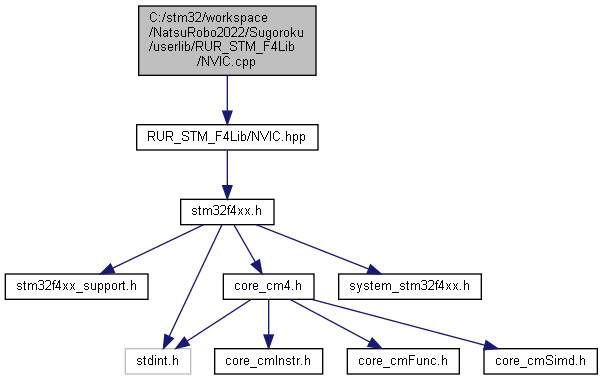 C:/stm32/workspace
/NatsuRobo2022/Sugoroku
/userlib/RUR_STM_F4Lib
/NVIC.cpp
RUR_STM_F4Lib/NVIC.hpp
stm32f4xx.h
stm32f4xx_support.h
core_cm4.h
system_stm32f4xx.h
stdint.h
core_cmInstr.h
core_cmFunc.h
core_cmSimd.h